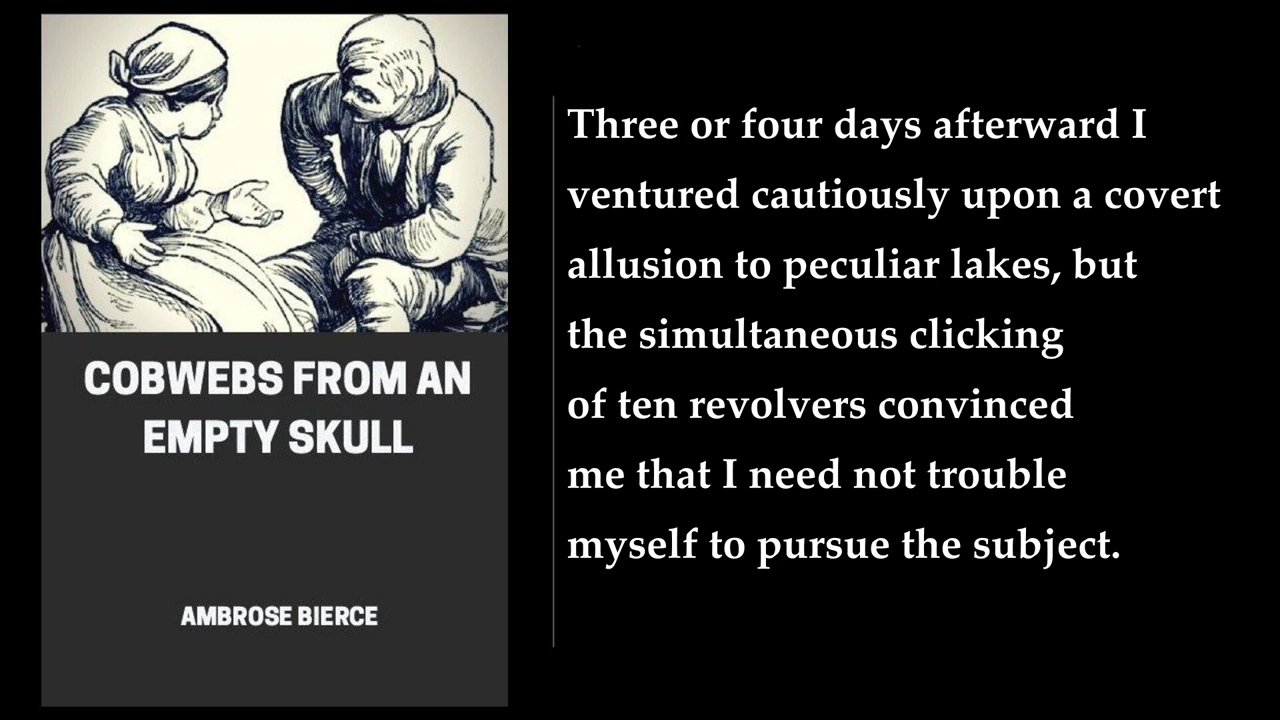 COBWEBS FROM AN
EMPTY SKULL
AMBROSE BIERCE
Three or four days afterward I
ventured cautiously upon a covert
allusion to peculiar lakes, but
the simultaneous clicking
of ten revolvers convinced
me that I need not trouble
myself to pursue the subject.